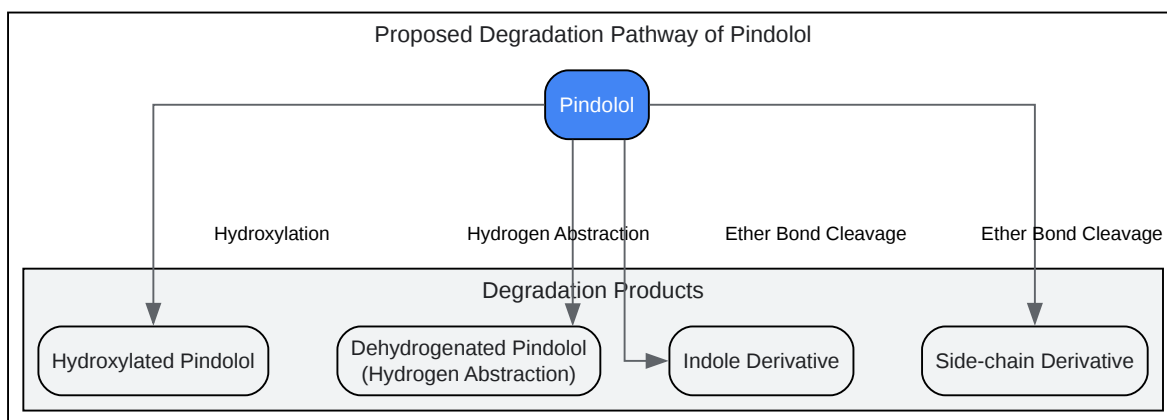 Proposed Degradation Pathway of Pindolol
Pindolol
Hydroxylation
Hydrogen Abstraction
Ether Bond Cleavage
Ether Bond Cleavage
Degradation Products
Hydroxylated Pindolol
Dehydrogenated Pindolol
(Hydrogen Abstraction)
Indole Derivative
Side-chain Derivative